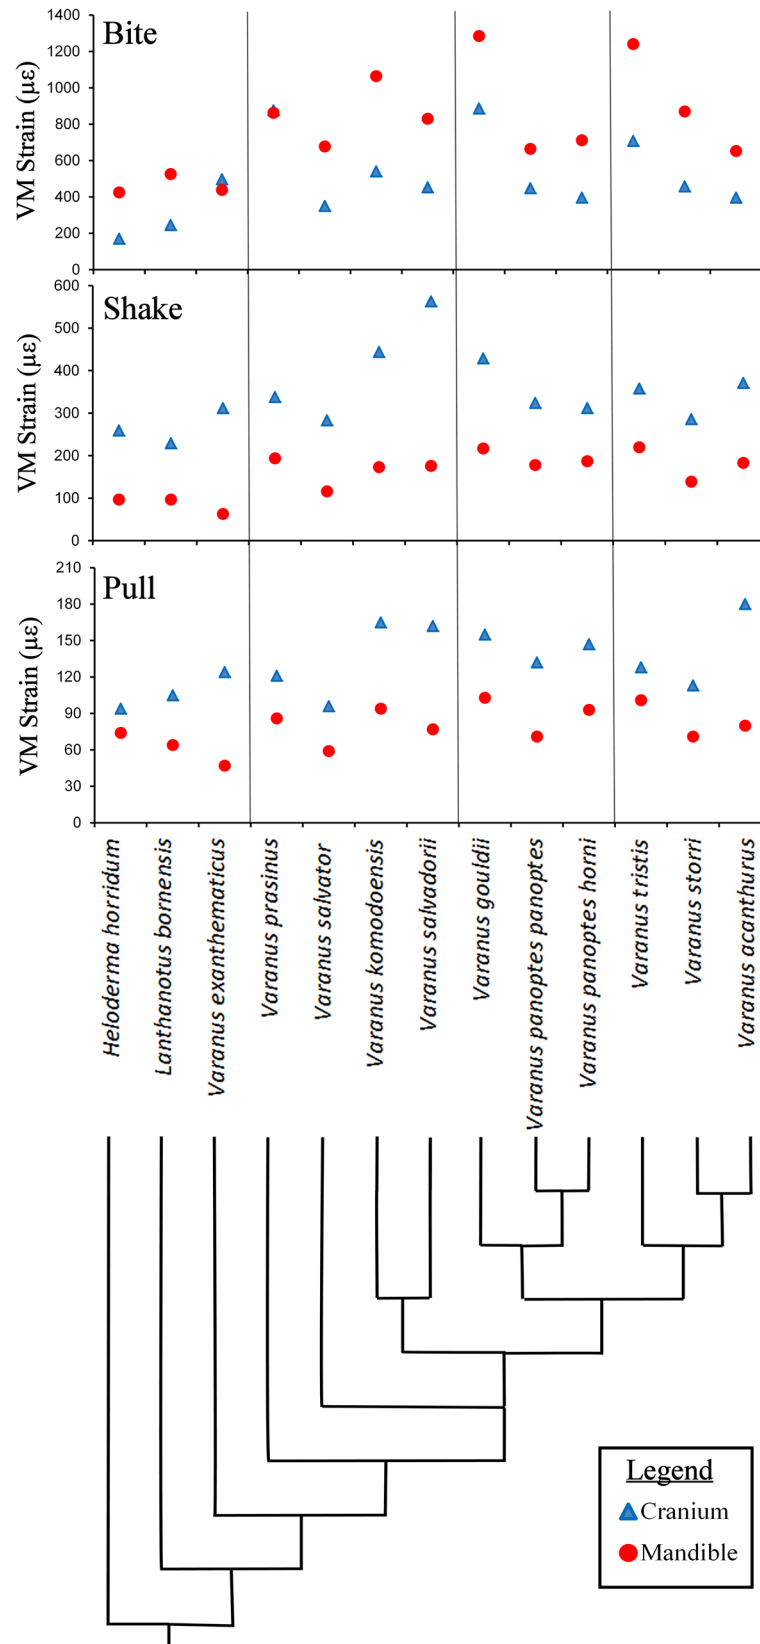 Bite
VM Strain (με)
1400
1200
1000
800
600
400
200
0
Shake
VM Strain (με)
600
500
400
300
200
100
0
Pull
VM Strain (με)
210
180
150
120
90
60
30
0
Heloderma horridum
Lanthanotus bornensis
Varanus exanthematicus
Varanus prasinus
Varanus salvator
Varanus komodoensis
Varanus salvadorii
Varanus gouldii
Varanus panoptes panoptes
Varanus panoptes horni
Varanus tristis
Varanus storri
Varanus acanthurus
Legend
Cranium
Mandible